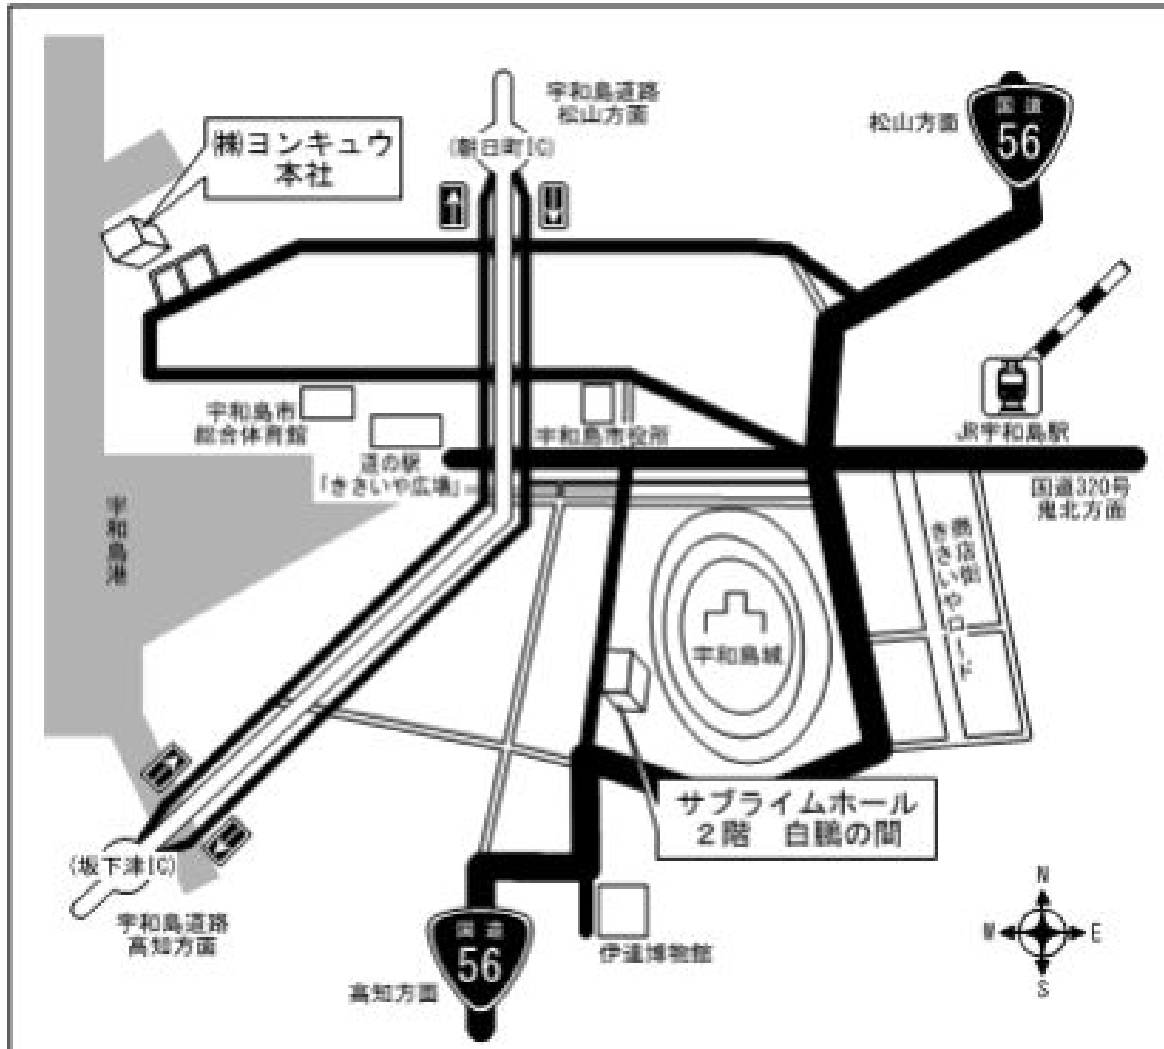 宇和島道路
松山方面
(朝日町IC)
松山方面
国道
56
㈱ヨンキュウ
本社
宇和島市
総合体育館
道の駅
「きさいや広場」
宇和島市役所
JR宇和島駅
国道320号
鬼北方面
宇和島港
商店街
きさいやロード
宇和島城
サブライムホール
2階 白鵬の間
(坂下津IC)
宇和島道路
高知方面
国道
56
高知方面
伊達博物館
N
W
E
S